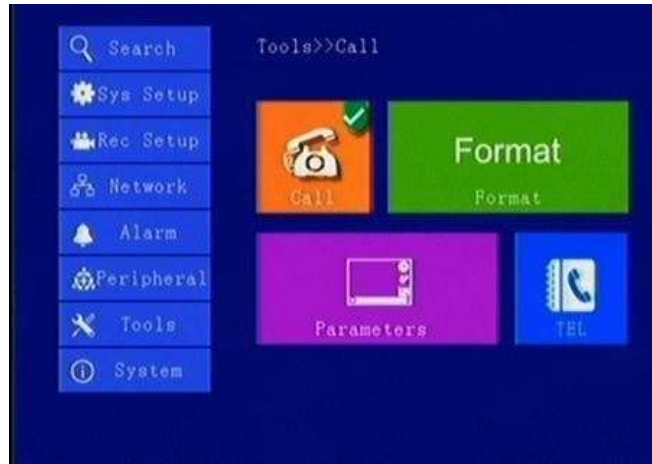 Search
Sys Setup
Rec Setup
Network
Alarm
Peripheral
Tools
System
Tools>>Call
Call
Format
Format
Parameters
TEL